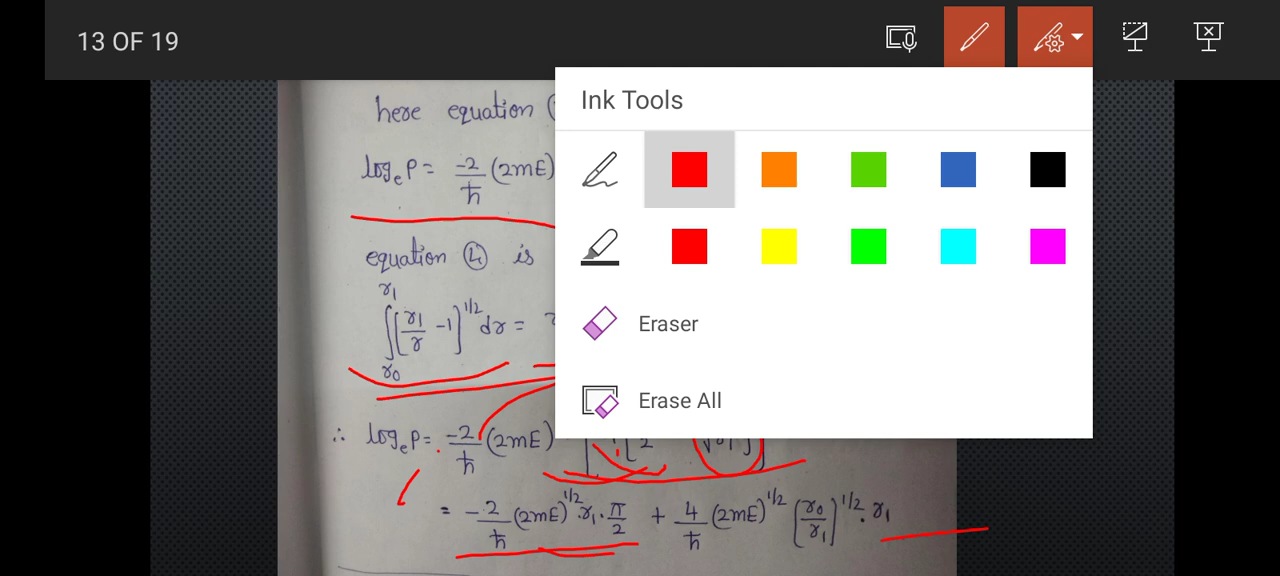 13 OF 19
Ink Tools
Eraser
Erase All
here equation (
logₑP = -2/ħ (2mE)
equation ④ is
∫_{r₀}^{r₁} [r₁/r - 1]^{1/2} dr =
∴ logₑP = -2/ħ (2mE)
= -2/ħ (2mE)^{1/2} · r₁ · π/2 + 4/ħ (2mE)^{1/2} [r₀/r₁]^{1/2} · r₁